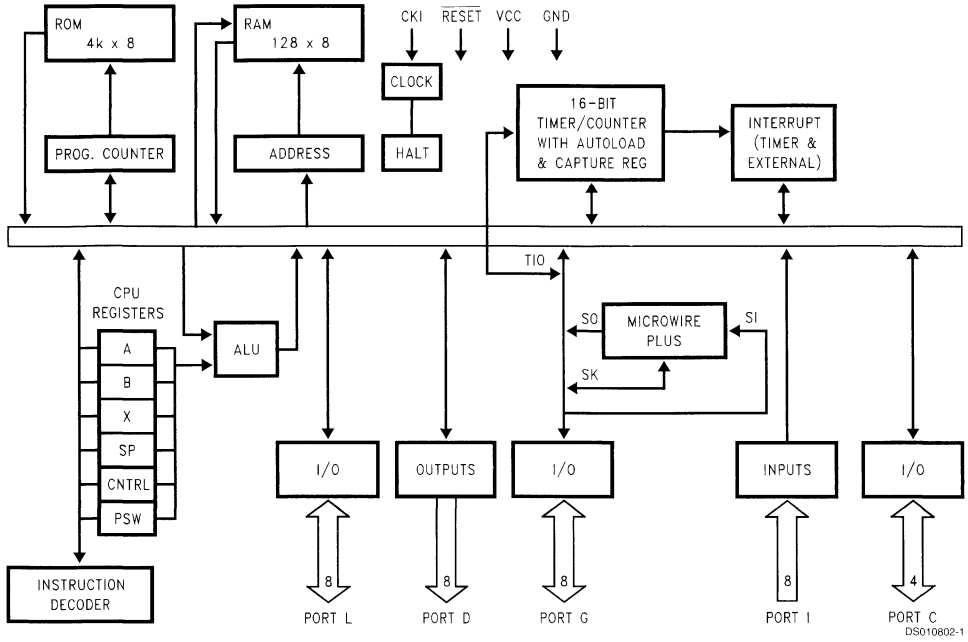 ROM
4k x 8
RAM
128 x 8
CKI
RESET
VCC
GND
CLOCK
HALT
PROG. COUNTER
ADDRESS
16-BIT
TIMER/COUNTER
WITH AUTOLOAD
& CAPTURE REG
INTERRUPT
(TIMER &
EXTERNAL)
TIO
CPU
REGISTERS
A
B
X
SP
CNTRL
PSW
ALU
SO
MICROWIRE
PLUS
SI
SK
I/O
OUTPUTS
I/O
INPUTS
I/O
INSTRUCTION
DECODER
8
8
8
8
4
PORT L
PORT D
PORT G
PORT I
PORT C
DS010802-1